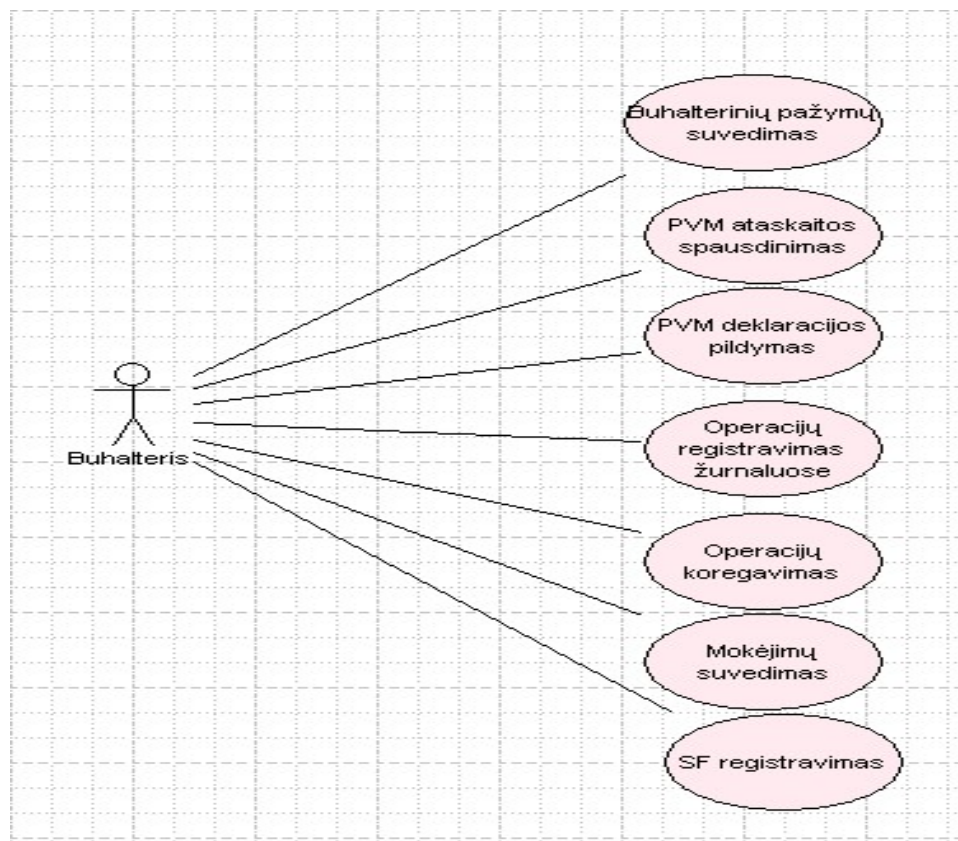 Buhalterinių pažymų
suvedimas
PVM ataskaitos
spausdinimas
PVM deklaracijos
pildymas
Operacijų
registravimas
žurnaluose
Buhalteris
Operacijų
koregavimas
Mokėjimų
suvedimas
SF registravimas